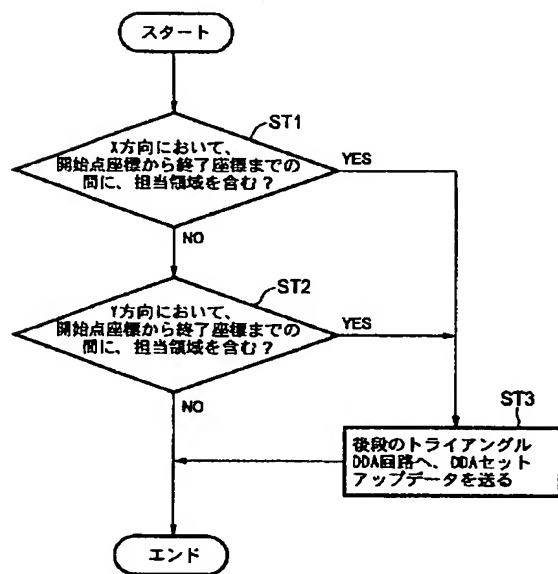 スタート
ST1
X方向において、
開始点座標から終了座標までの
間に、担当領域を含む？
YES
NO
ST2
Y方向において、
開始点座標から終了座標までの
間に、担当領域を含む？
YES
NO
ST3
後段のトライアングル
DDA回路へ、DDAセット
アップデータを送る
エンド